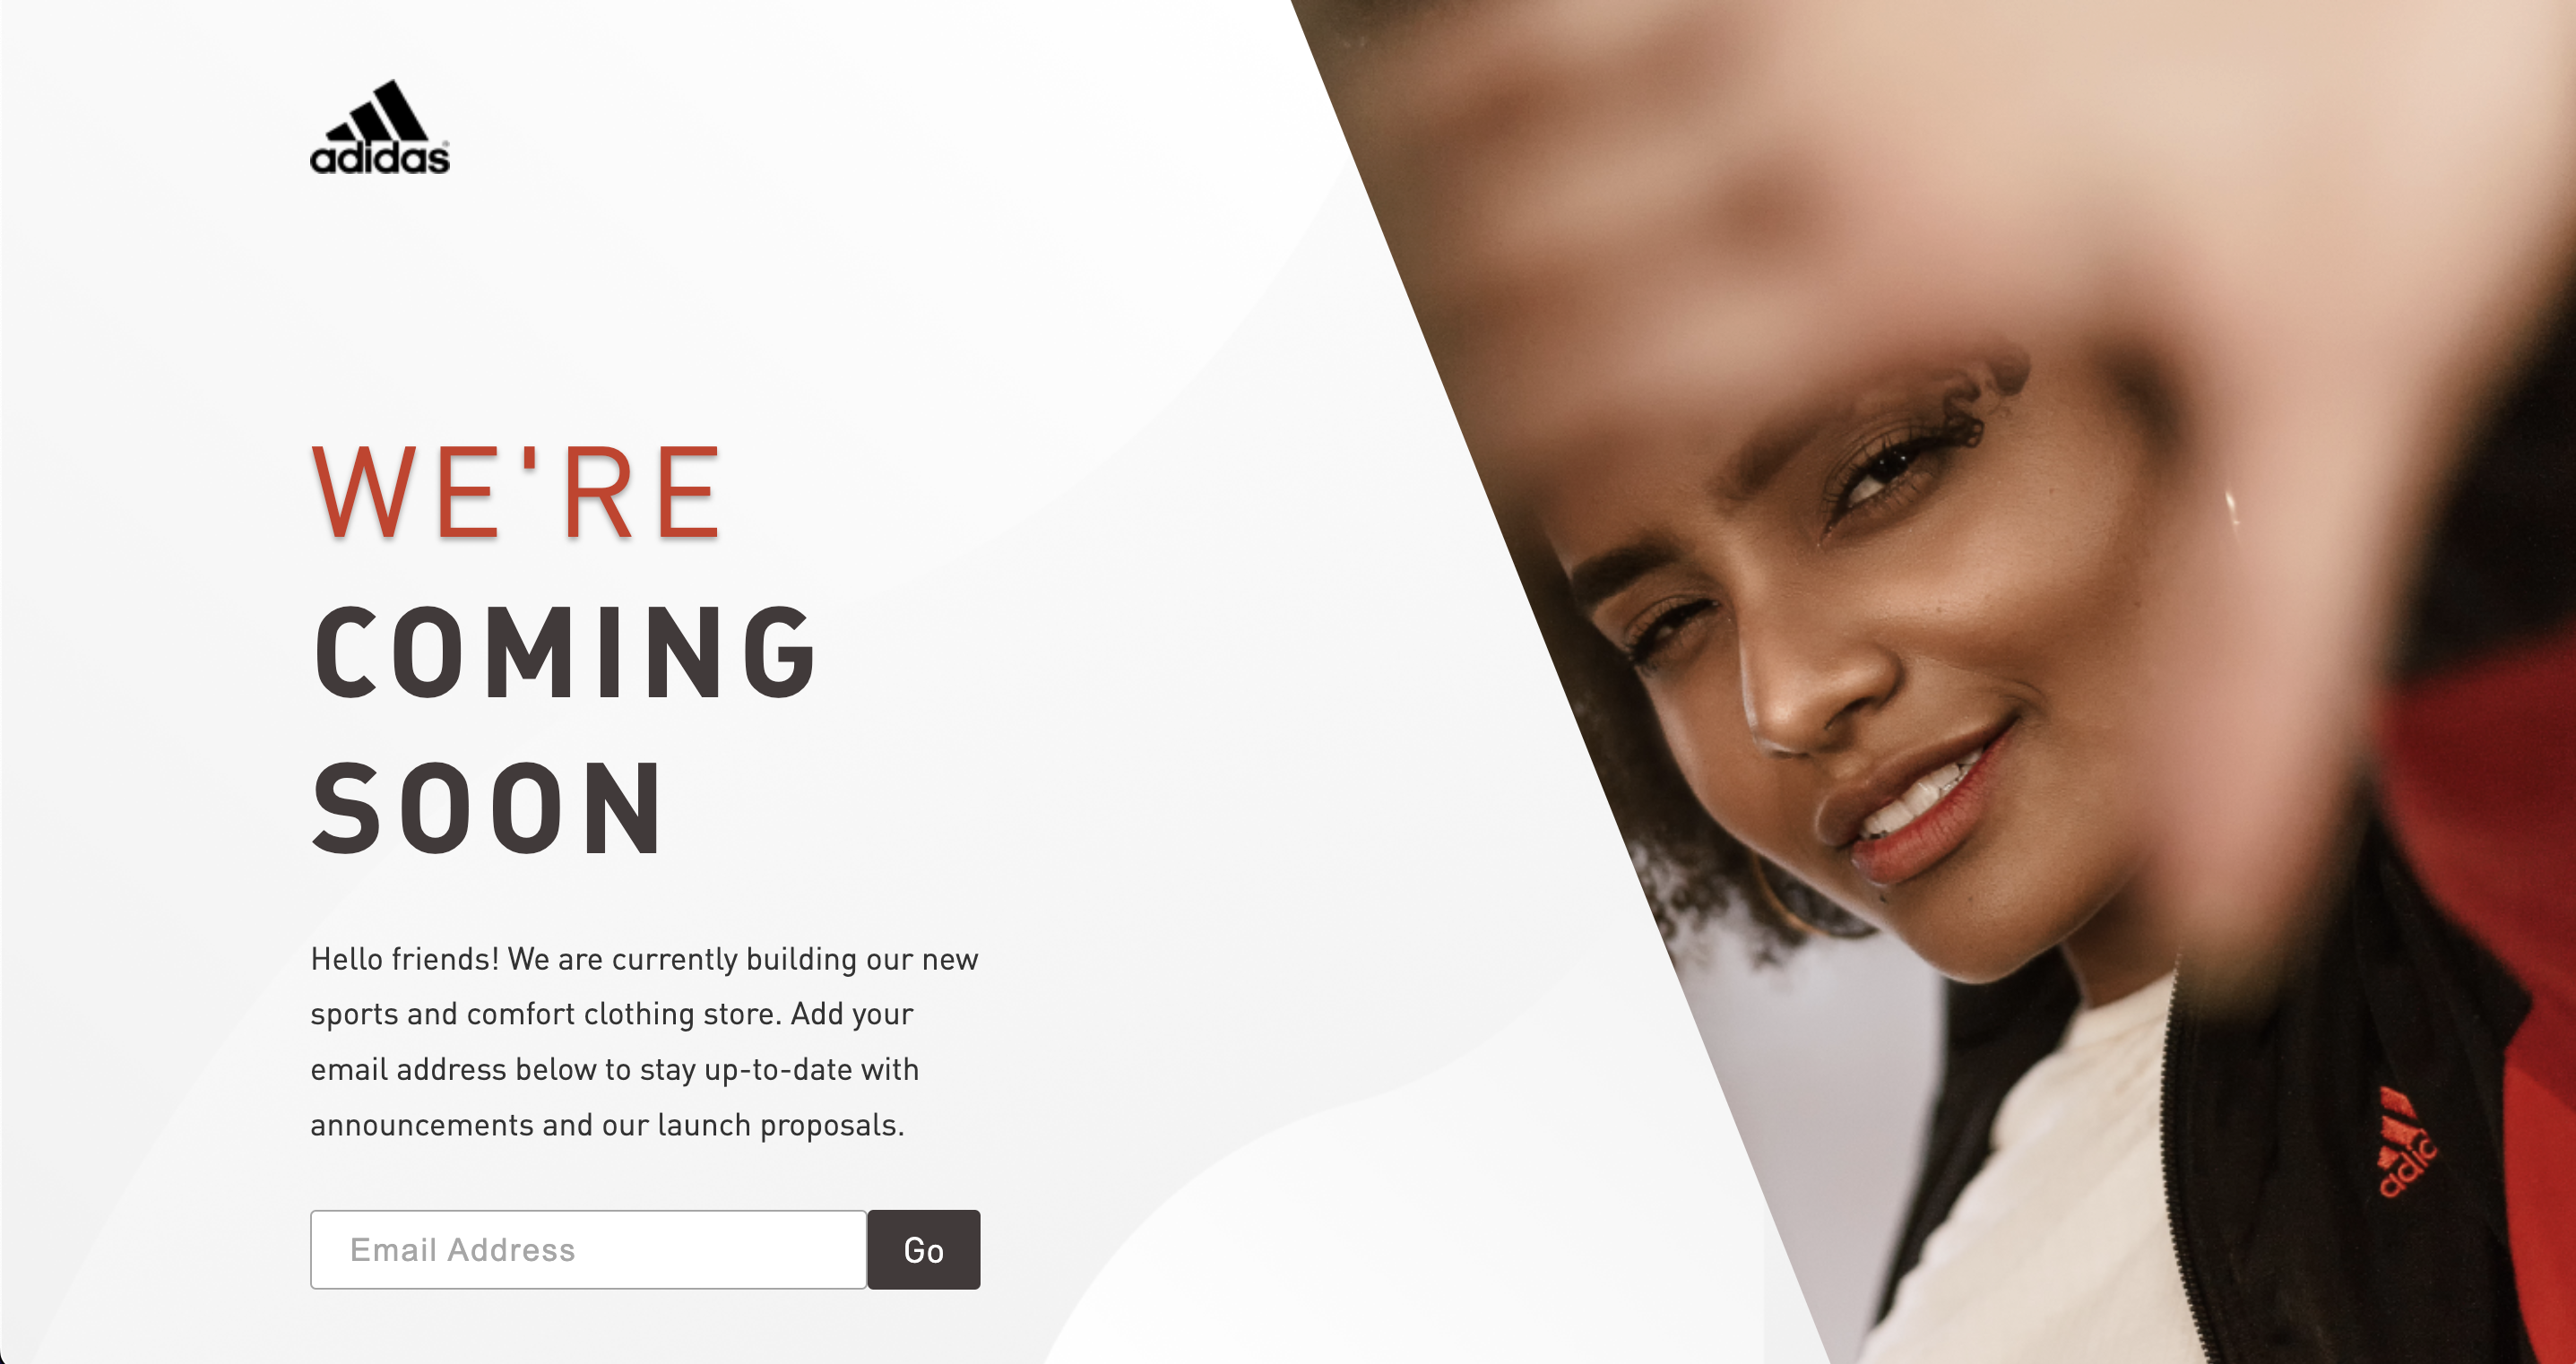 adidas
WE'RE
COMING
SOON
Hello friends! We are currently building our new
sports and comfort clothing store. Add your
email address below to stay up-to-date with
announcements and our launch proposals.
Email Address
Go
adic